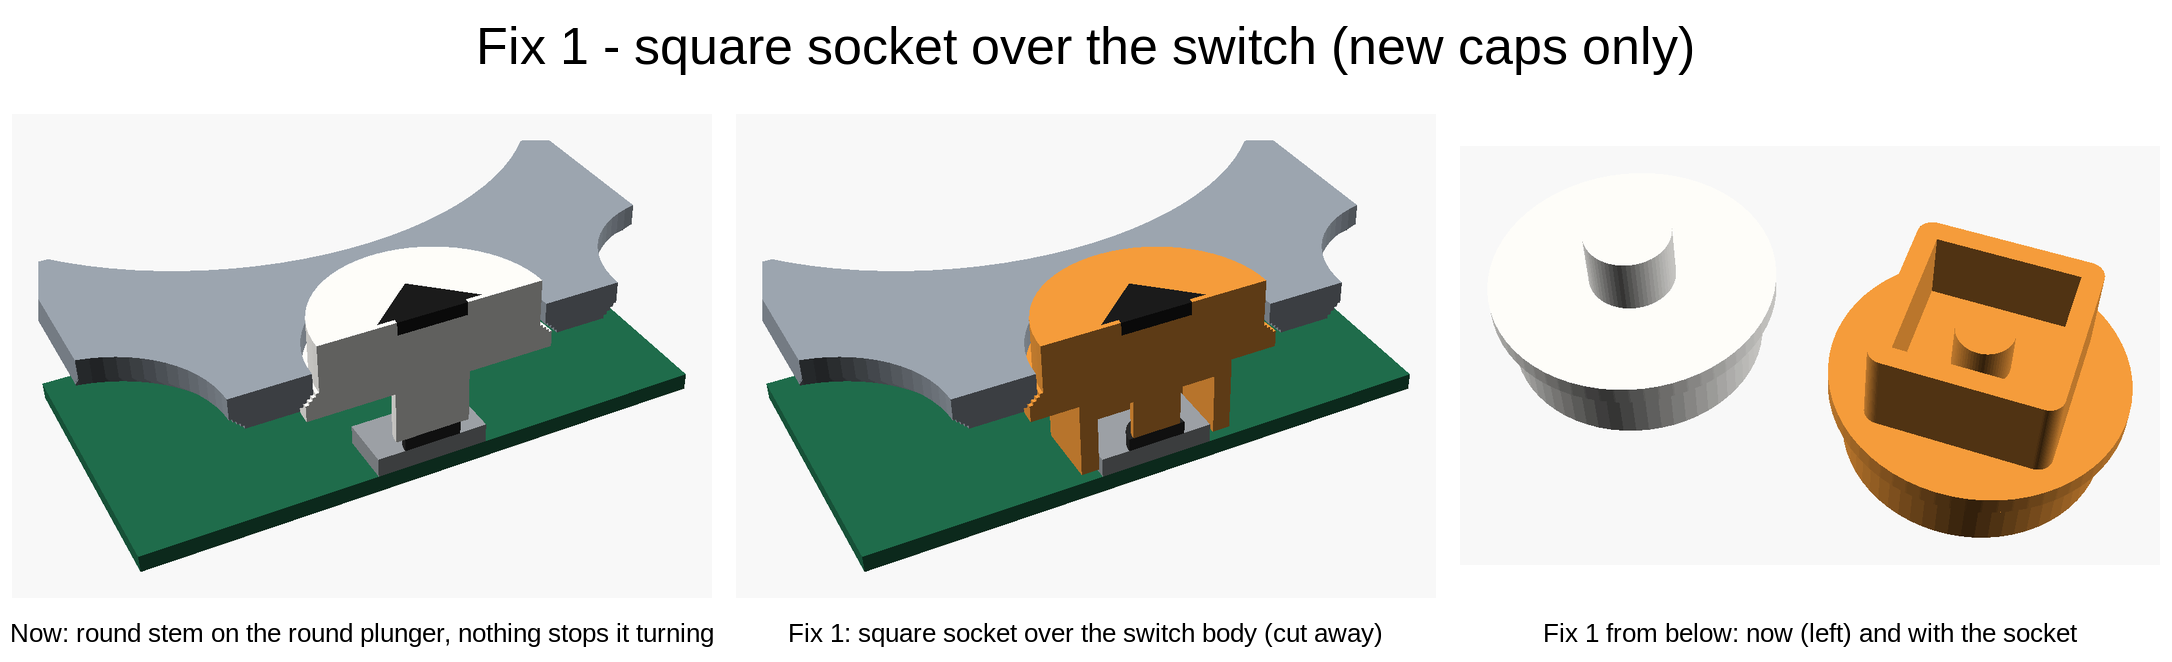 Fix 1 - square socket over the switch (new caps only)
Now: round stem on the round plunger, nothing stops it turning
Fix 1: square socket over the switch body (cut away)
Fix 1 from below: now (left) and with the socket